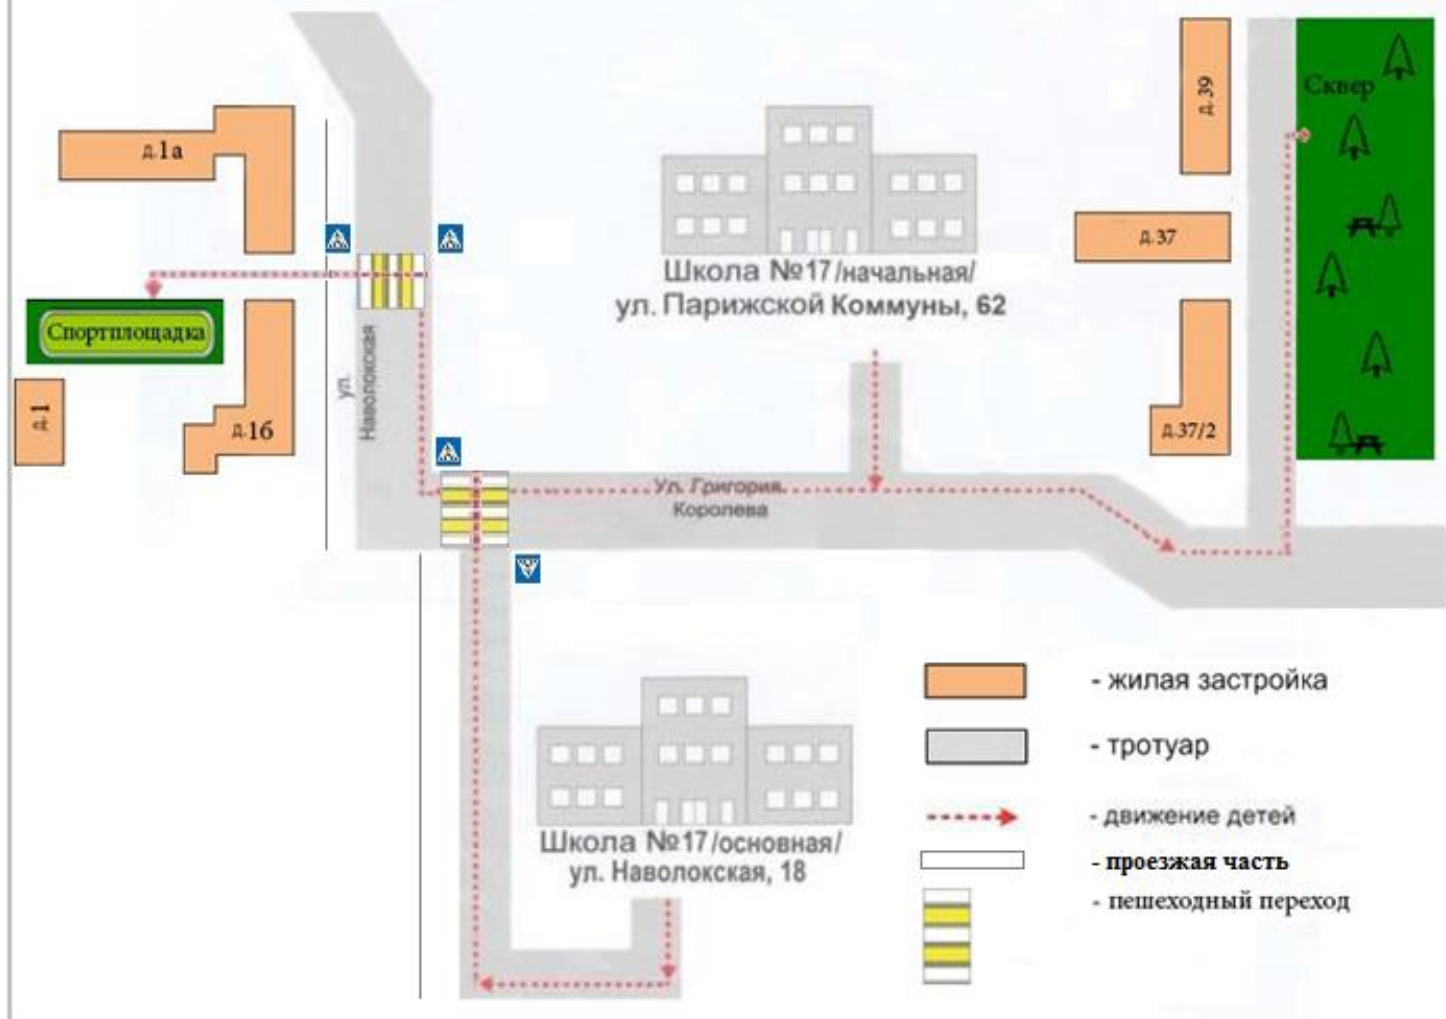 д.39
Сквер
д.1а
д.37
Школа №17/начальная/
ул. Парижской Коммуны, 62
Спортплощадка
ул.
Наволокская
д.1
д.1б
д.37/2
Ул. Григория
Королева
- жилая застройка
- тротуар
- движение детей
Школа №17/основная/
ул. Наволокская, 18
- проезжая часть
- пешеходный переход